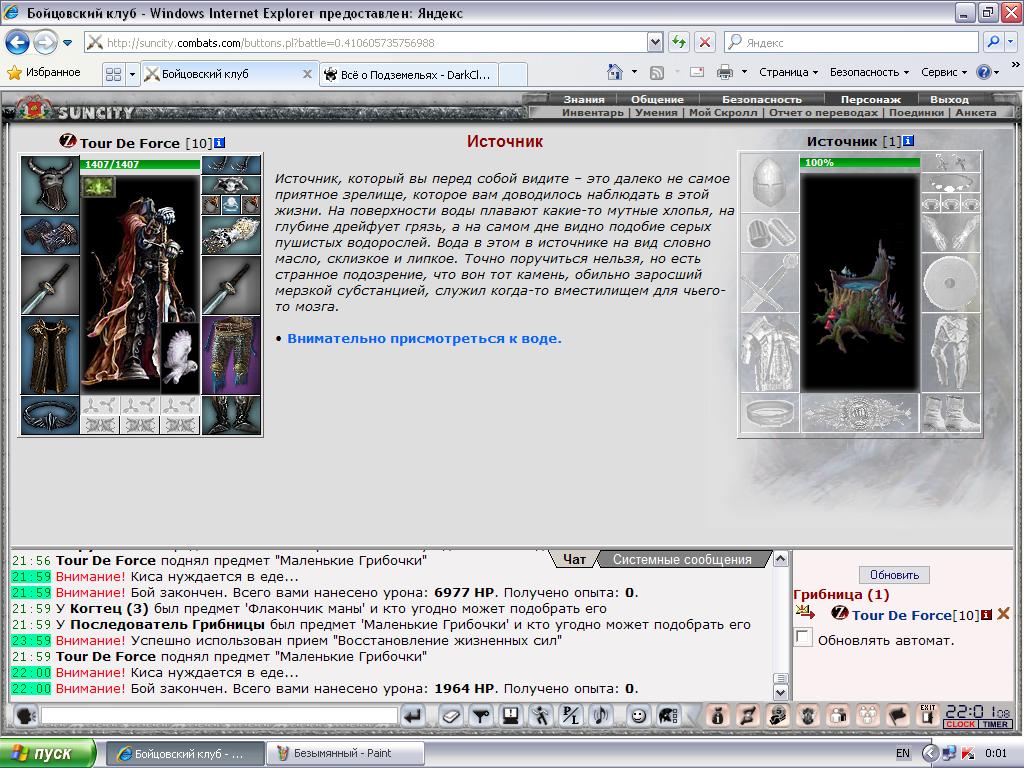 Бойцовский клуб - Windows Internet Explorer предоставлен: Яндекс
http://suncity.combats.com/buttons.pl?battle=0.410605735756988
Яндекс
Избранное
Бойцовский клуб
Всё о Подземельях - DarkCl...
Страница
Безопасность
Сервис
SUNCITY
Знания
Общение
Безопасность
Персонаж
Выход
Инвентарь | Умения | Мой Скролл | Отчет о переводах | Поединки | Анкета
Tour De Force [10]
1407/1407
Источник
Источник [1]
100%
Источник, который вы перед собой видите – это далеко не самое
приятное зрелище, которое вам доводилось наблюдать в этой
жизни. На поверхности воды плавают какие-то мутные хлопья, на
глубине дрейфует грязь, а на самом дне видно подобие серых
пушистых водорослей. Вода в этом в источнике на вид словно
масло, склизкое и липкое. Точно поручиться нельзя, но есть
странное подозрение, что вон тот камень, обильно заросший
мерзкой субстанцией, служил когда-то вместилищем для чьего-
то мозга.
• Внимательно присмотреться к воде.
Чат
Системные сообщения
21:56 Tour De Force поднял предмет "Маленькие Грибочки"
21:59 Внимание! Киса нуждается в еде...
21:59 Внимание! Бой закончен. Всего вами нанесено урона: 6977 HP. Получено опыта: 0.
21:59 У Когтец (3) был предмет 'Флакончик маны' и кто угодно может подобрать его
21:59 У Последователь Грибницы был предмет 'Маленькие Грибочки' и кто угодно может подобрать его
23:59 Внимание! Успешно использован прием "Восстановление жизненных сил"
21:59 Tour De Force поднял предмет "Маленькие Грибочки"
22:00 Внимание! Киса нуждается в еде...
22:00 Внимание! Бой закончен. Всего вами нанесено урона: 1964 HP. Получено опыта: 0.
Обновить
Грибница (1)
Tour De Force[10]
Обновлять автомат.
P/L
EXIT
22:01 08
CLOCK TIMER
пуск
Бойцовский клуб - ...
Безымянный - Paint
EN
0:01